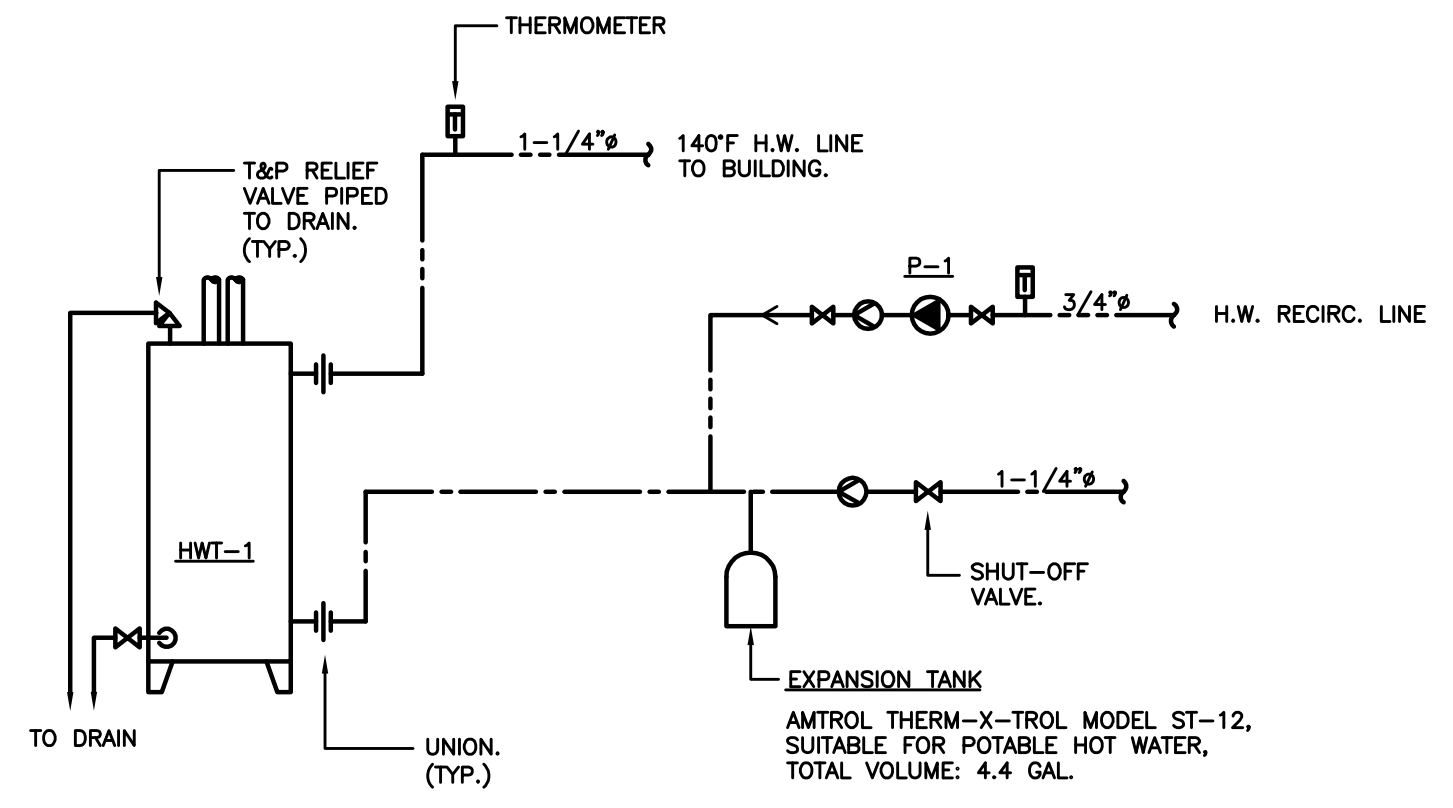 THERMOMETER
1-1/4"ø
140°F H.W. LINE
TO BUILDING.
T&P RELIEF
VALVE PIPED
TO DRAIN.
(TYP.)
P-1
3/4"ø
H.W. RECIRC. LINE
1-1/4"ø
HWT-1
SHUT-OFF
VALVE.
EXPANSION TANK
AMTROL THERM-X-TROL MODEL ST-12,
SUITABLE FOR POTABLE HOT WATER,
TOTAL VOLUME: 4.4 GAL.
TO DRAIN
UNION.
(TYP.)